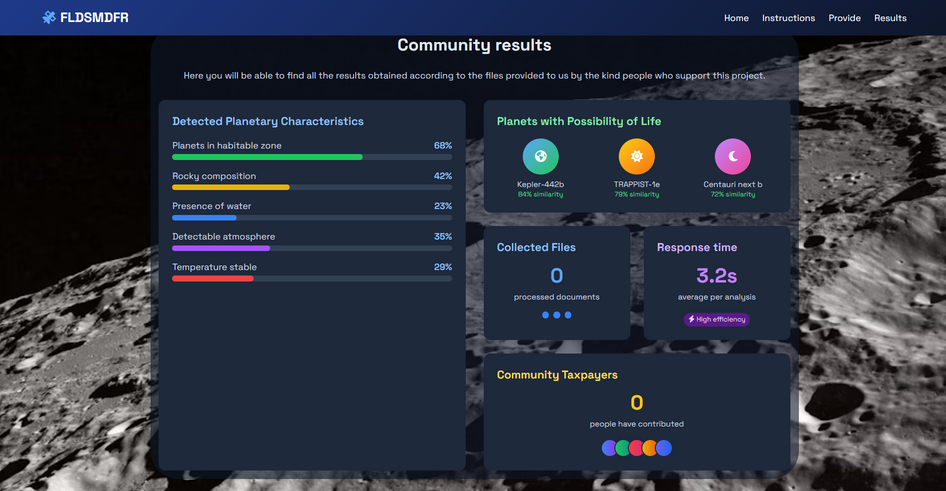 FLDSMDFR
Home Instructions Provide Results
Community results
Here you will be able to find all the results obtained according to the files provided to us by the kind people who support this project.
Detected Planetary Characteristics
Planets in habitable zone 68%
Rocky composition 42%
Presence of water 23%
Detectable atmosphere 35%
Temperature stable 29%
Planets with Possibility of Life
Kepler-442b
84% similarity
TRAPPIST-1e
79% similarity
Centauri next b
72% similarity
Collected Files
0
processed documents
Response time
3.2s
average per analysis
High efficiency
Community Taxpayers
0
people have contributed